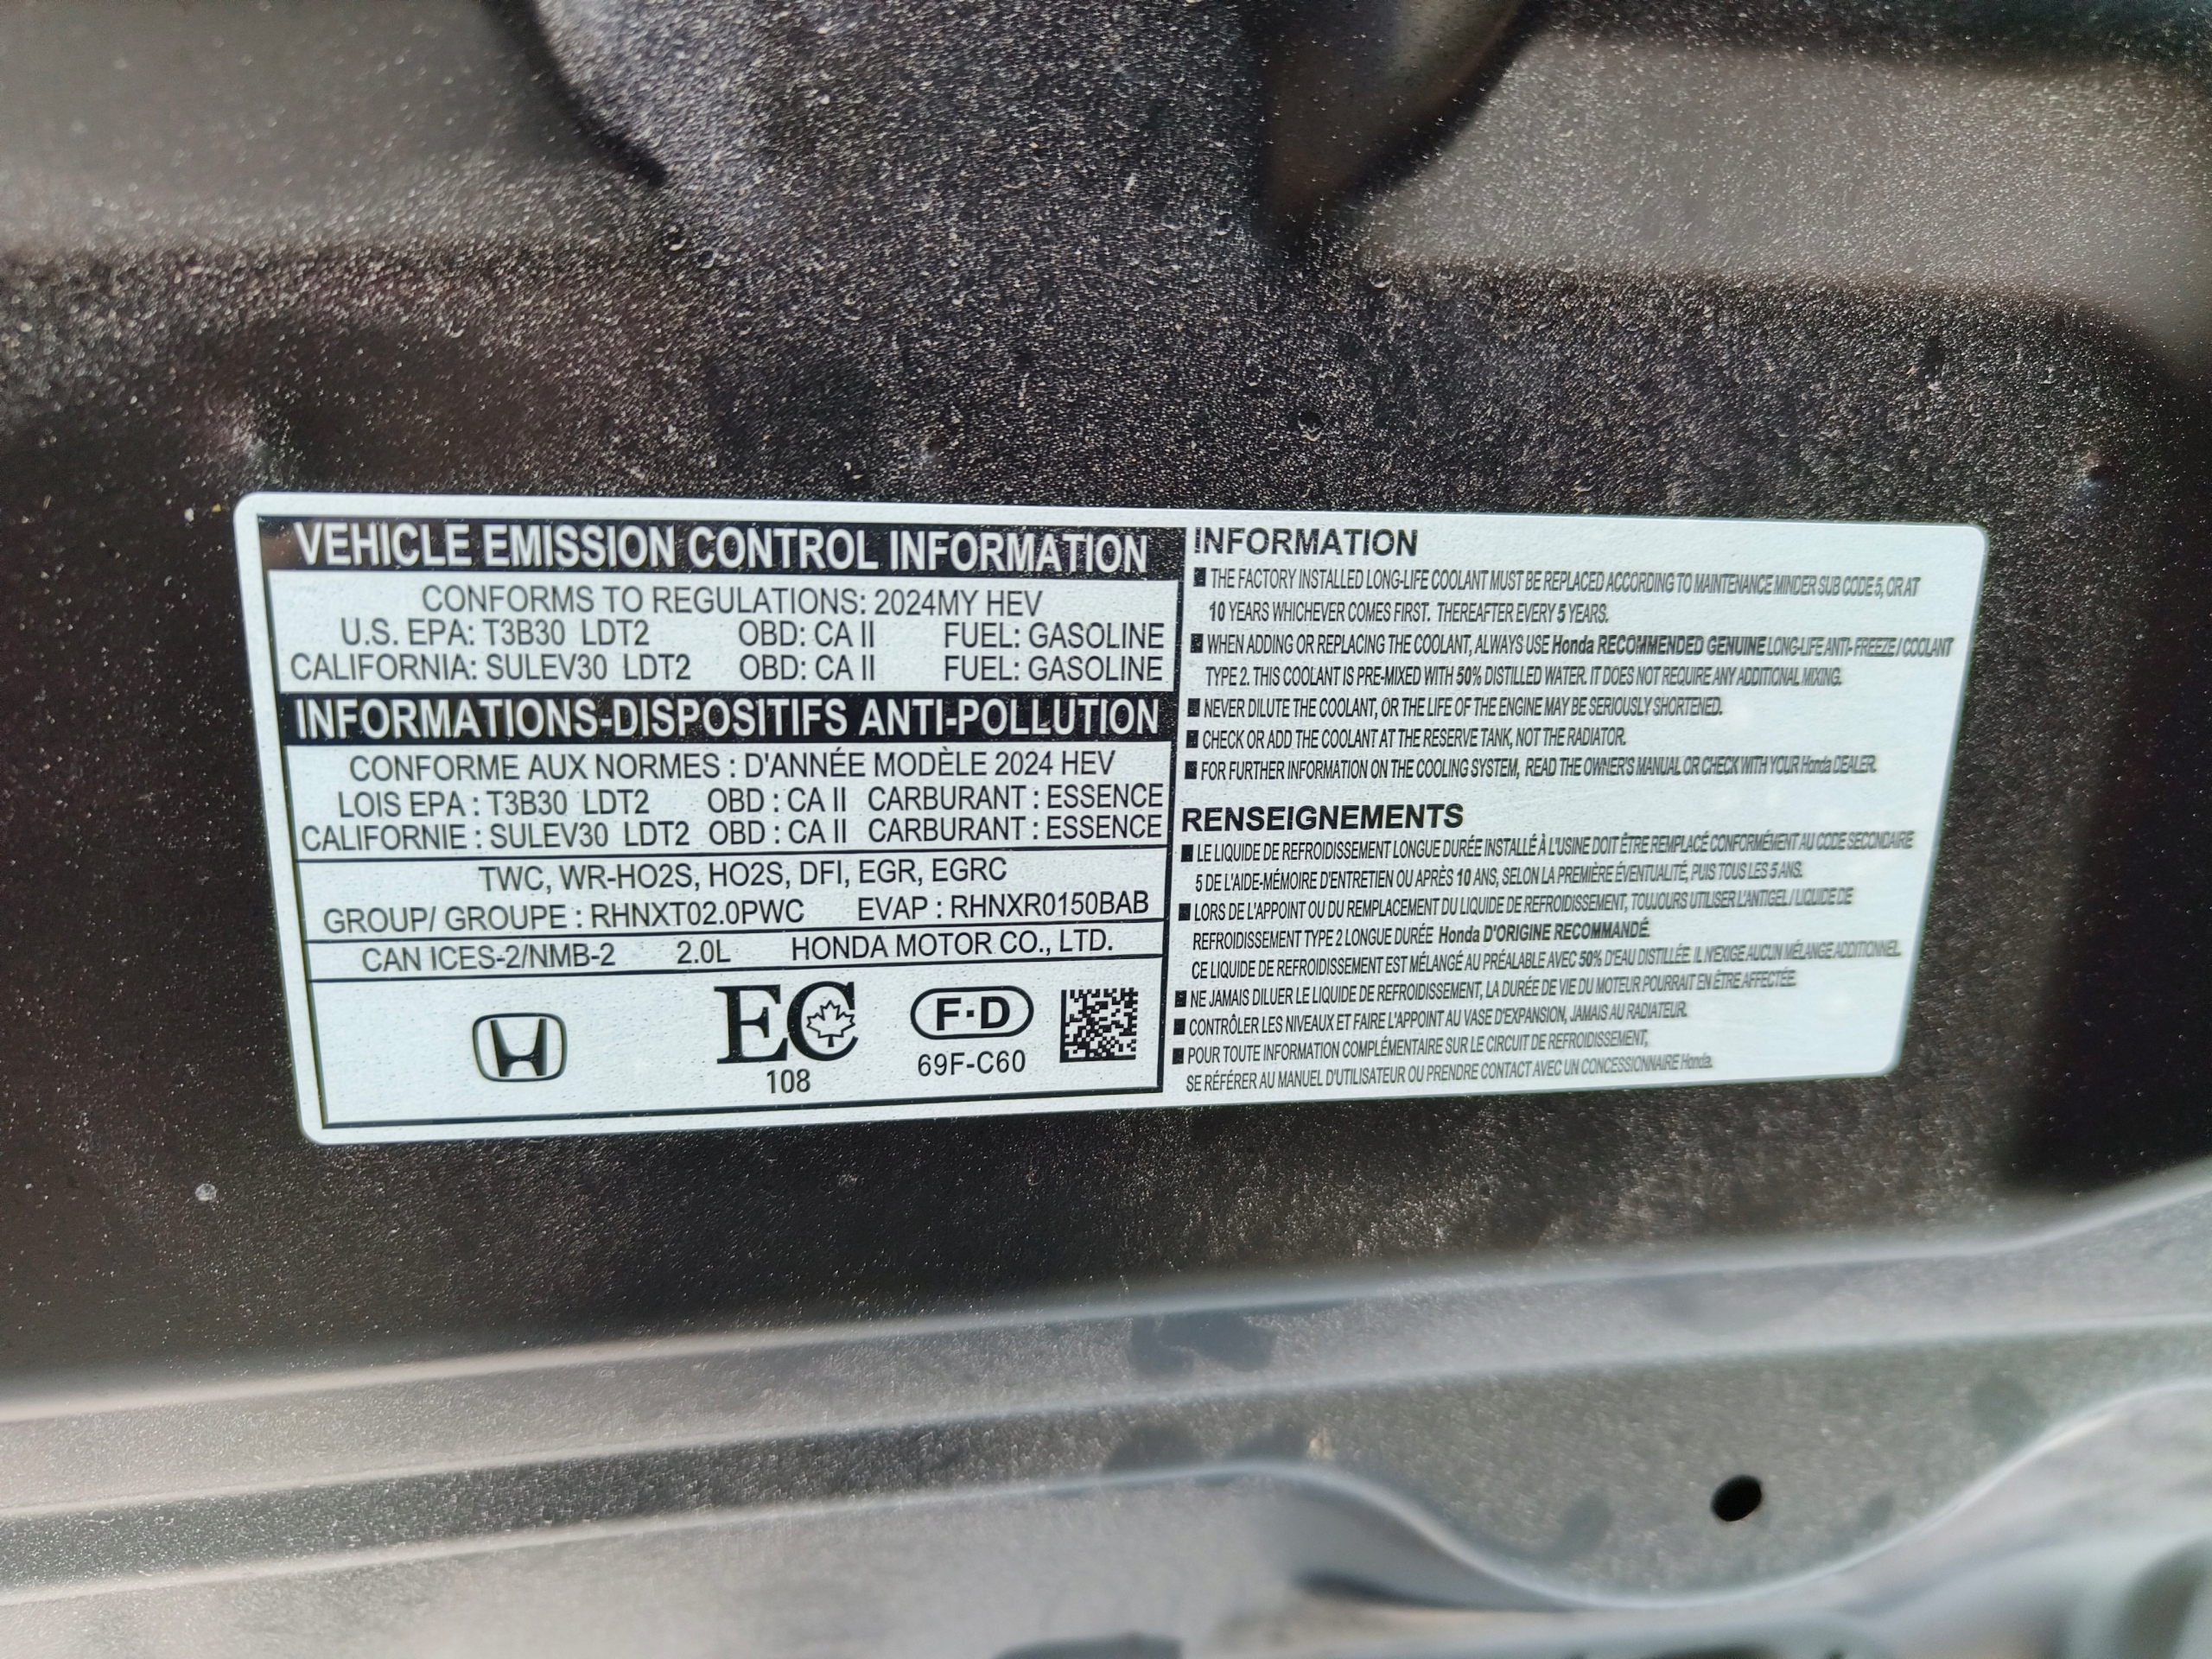 VEHICLE EMISSION CONTROL INFORMATION
CONFORMS TO REGULATIONS: 2024MY HEV
U.S. EPA: T3B30 LDT2 OBD: CA II FUEL: GASOLINE
CALIFORNIA: SULEV30 LDT2 OBD: CA II FUEL: GASOLINE
INFORMATIONS-DISPOSITIFS ANTI-POLLUTION
CONFORME AUX NORMES : D'ANNÉE MODÈLE 2024 HEV
LOIS EPA : T3B30 LDT2 OBD : CA II CARBURANT : ESSENCE
CALIFORNIE : SULEV30 LDT2 OBD : CA II CARBURANT : ESSENCE
TWC, WR-HO2S, HO2S, DFI, EGR, EGRC
GROUP/ GROUPE : RHNXT02.0PWC EVAP : RHNXR0150BAB
CAN ICES-2/NMB-2 2.0L HONDA MOTOR CO., LTD.
EC
108
F·D
69F-C60
INFORMATION
■ THE FACTORY INSTALLED LONG-LIFE COOLANT MUST BE REPLACED ACCORDING TO MAINTENANCE MINDER SUB CODE 5, OR AT
10 YEARS WHICHEVER COMES FIRST. THEREAFTER EVERY 5 YEARS.
■ WHEN ADDING OR REPLACING THE COOLANT, ALWAYS USE Honda RECOMMENDED GENUINE LONG-LIFE ANTI-FREEZE / COOLANT
TYPE 2. THIS COOLANT IS PRE-MIXED WITH 50% DISTILLED WATER. IT DOES NOT REQUIRE ANY ADDITIONAL MIXING.
■ NEVER DILUTE THE COOLANT, OR THE LIFE OF THE ENGINE MAY BE SERIOUSLY SHORTENED.
■ CHECK OR ADD THE COOLANT AT THE RESERVE TANK, NOT THE RADIATOR.
■ FOR FURTHER INFORMATION ON THE COOLING SYSTEM, READ THE OWNER'S MANUAL OR CHECK WITH YOUR Honda DEALER.
RENSEIGNEMENTS
■ LE LIQUIDE DE REFROIDISSEMENT LONGUE DURÉE INSTALLÉ À L'USINE DOIT ÊTRE REMPLACÉ CONFORMÉMENT AU CODE SECONDAIRE
5 DE L'AIDE-MÉMOIRE D'ENTRETIEN OU APRÈS 10 ANS, SELON LA PREMIÈRE ÉVENTUALITÉ, PUIS TOUS LES 5 ANS.
■ LORS DE L'APPOINT OU DU REMPLACEMENT DU LIQUIDE DE REFROIDISSEMENT, TOUJOURS UTILISER L'ANTIGEL / LIQUIDE DE
REFROIDISSEMENT TYPE 2 LONGUE DURÉE Honda D'ORIGINE RECOMMANDÉ.
CE LIQUIDE DE REFROIDISSEMENT EST MÉLANGÉ AU PRÉALABLE AVEC 50% D'EAU DISTILLÉE. IL N'EXIGE AUCUN MÉLANGE ADDITIONNEL.
■ NE JAMAIS DILUER LE LIQUIDE DE REFROIDISSEMENT, LA DURÉE DE VIE DU MOTEUR POURRAIT EN ÊTRE AFFECTÉE.
■ CONTRÔLER LES NIVEAUX ET FAIRE L'APPOINT AU VASE D'EXPANSION, JAMAIS AU RADIATEUR.
■ POUR TOUTE INFORMATION COMPLÉMENTAIRE SUR LE CIRCUIT DE REFROIDISSEMENT,
SE RÉFÉRER AU MANUEL D'UTILISATEUR OU PRENDRE CONTACT AVEC UN CONCESSIONNAIRE Honda.